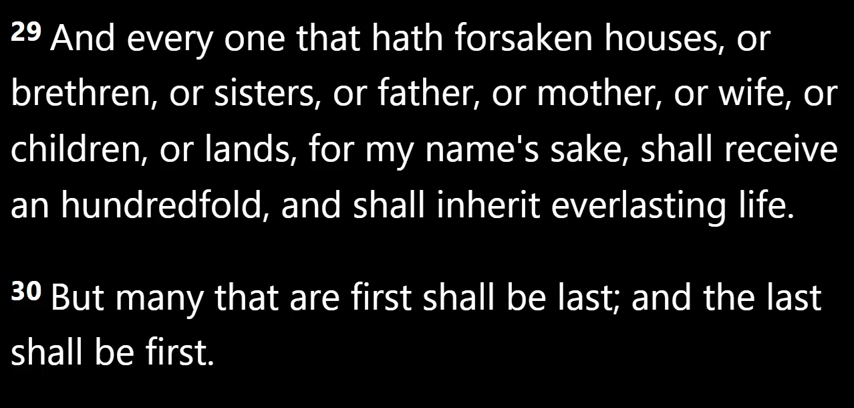 29 And every one that hath forsaken houses, or
brethren, or sisters, or father, or mother, or wife, or
children, or lands, for my name's sake, shall receive
an hundredfold, and shall inherit everlasting life.
30 But many that are first shall be last; and the last
shall be first.